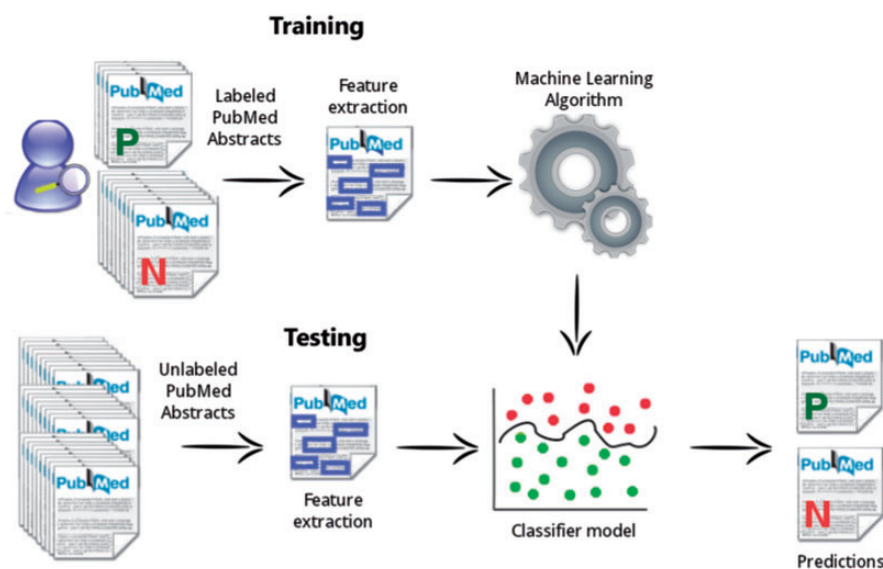 Training
PubMed
P
PubMed
N
Labeled
PubMed
Abstracts
Feature
extraction
PubMed
Machine Learning
Algorithm
Testing
PubMed
PubMed
PubMed
Unlabeled
PubMed
Abstracts
PubMed
Feature
extraction
Classifier model
PubMed
P
PubMed
N
Predictions